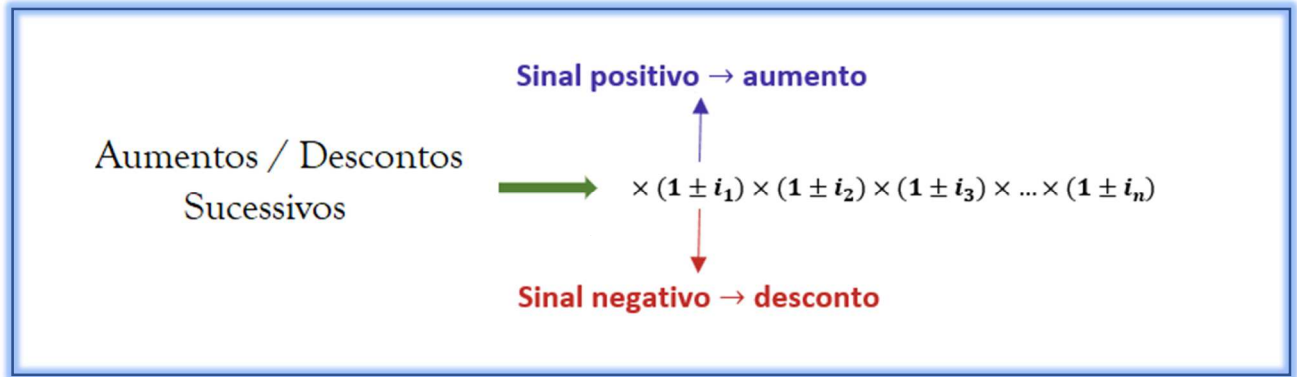 Sinal positivo → aumento
Aumentos / Descontos
Sucessivos
× (1 ± i₁) × (1 ± i₂) × (1 ± i₃) × ... × (1 ± iₙ)
Sinal negativo → desconto